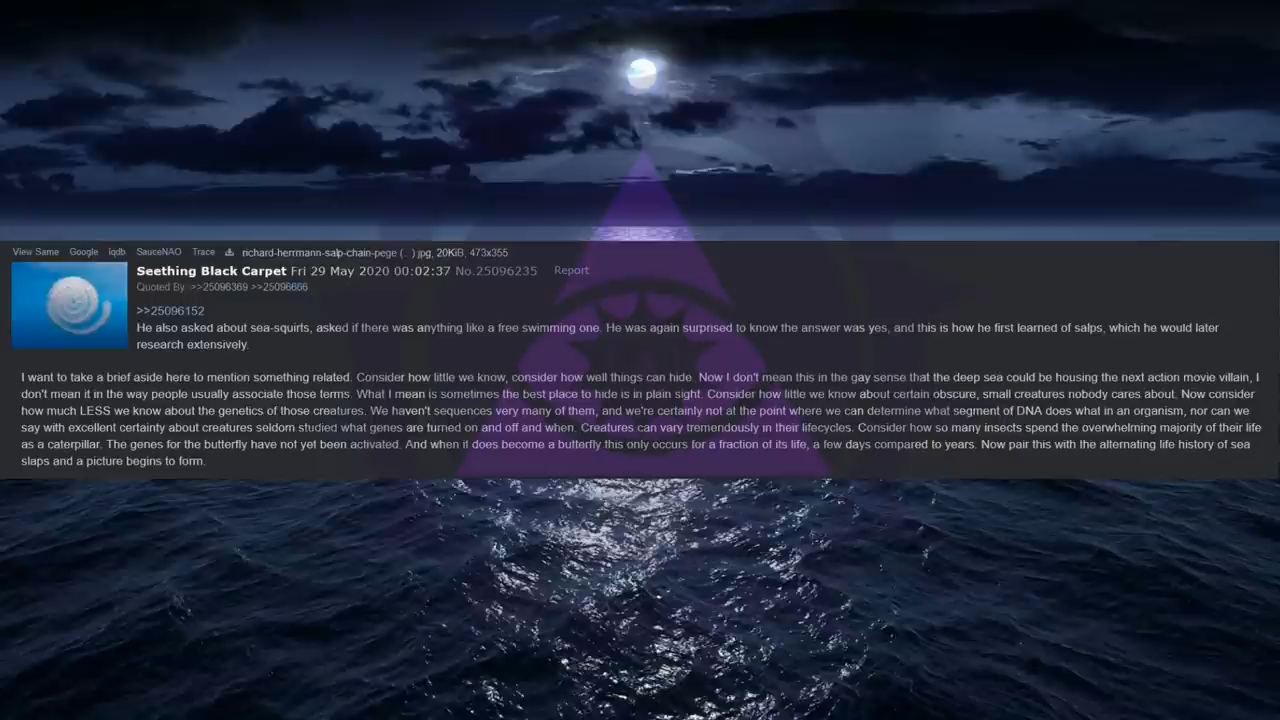 View Same Google Iqdb SauceNAO Trace richard-herrmann-salp-chain-pege (...).jpg, 20KiB, 473x355
Seething Black Carpet Fri 29 May 2020 00:02:37 No.25096235 Report
Quoted By: >>25096369 >>25096666
>>25096152
He also asked about sea-squirts, asked if there was anything like a free swimming one. He was again surprised to know the answer was yes, and this is how he first learned of salps, which he would later
research extensively.
I want to take a brief aside here to mention something related. Consider how little we know, consider how well things can hide. Now I don't mean this in the gay sense that the deep sea could be housing the next action movie villain, I
don't mean it in the way people usually associate those terms. What I mean is sometimes the best place to hide is in plain sight. Consider how little we know about certain obscure, small creatures nobody cares about. Now consider
how much LESS we know about the genetics of those creatures. We haven't sequences very many of them, and we're certainly not at the point where we can determine what segment of DNA does what in an organism, nor can we
say with excellent certainty about creatures seldom studied what genes are turned on and off and when. Creatures can vary tremendously in their lifecycles. Consider how so many insects spend the overwhelming majority of their life
as a caterpillar. The genes for the butterfly have not yet been activated. And when it does become a butterfly this only occurs for a fraction of its life, a few days compared to years. Now pair this with the alternating life history of sea
slaps and a picture begins to form.